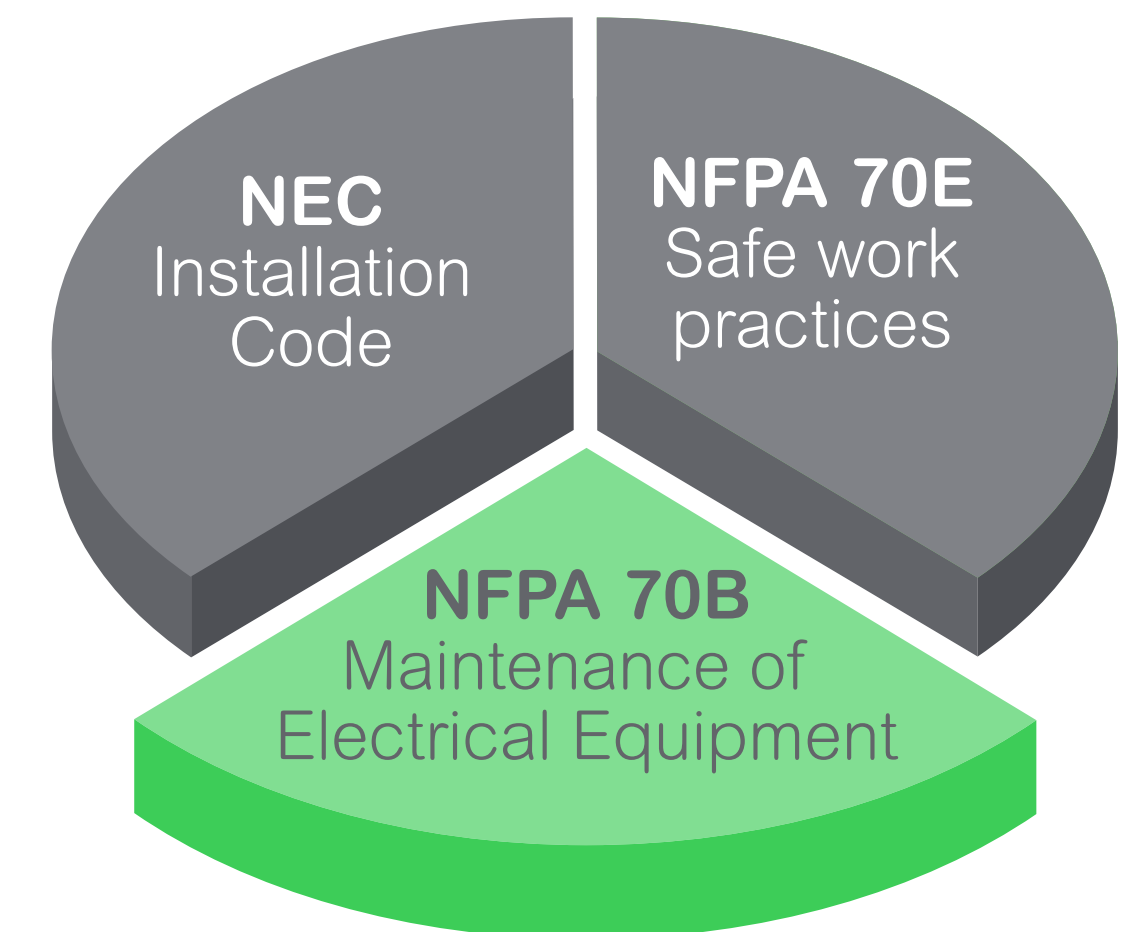 NEC
Installation
Code
NFPA 70E
Safe work
practices
NFPA 70B
Maintenance of
Electrical Equipment